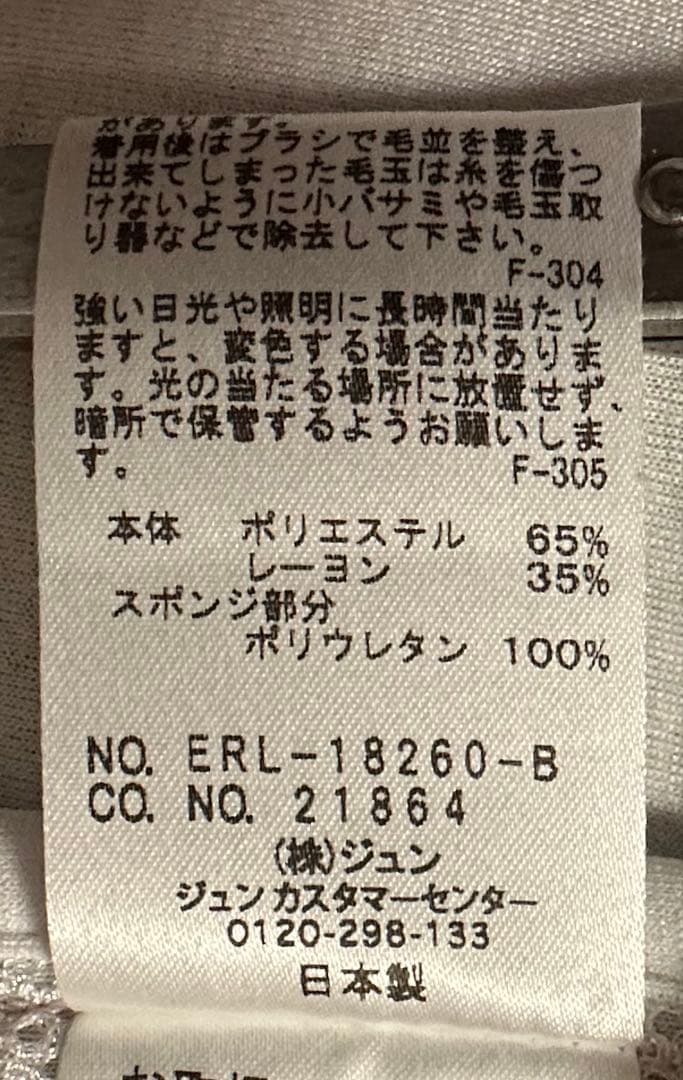 があります。
着用後はブラシで毛並を整え、
出来てしまった毛玉は糸を傷つ
けないように小バサミや毛玉取
り器などで除去して下さい。
F-304
強い日光や照明に長時間当たり
ますと、変色する場合がありま
す。光の当たる場所に放置せず、
暗所で保管するようお願いしま
す。 F-305
本体 ポリエステル 65%
レーヨン 35%
スポンジ部分
ポリウレタン 100%
NO. ERL-18260-B
CO. NO. 21864
(株)ジュン
ジュンカスタマーセンター
0120-298-133
日本製